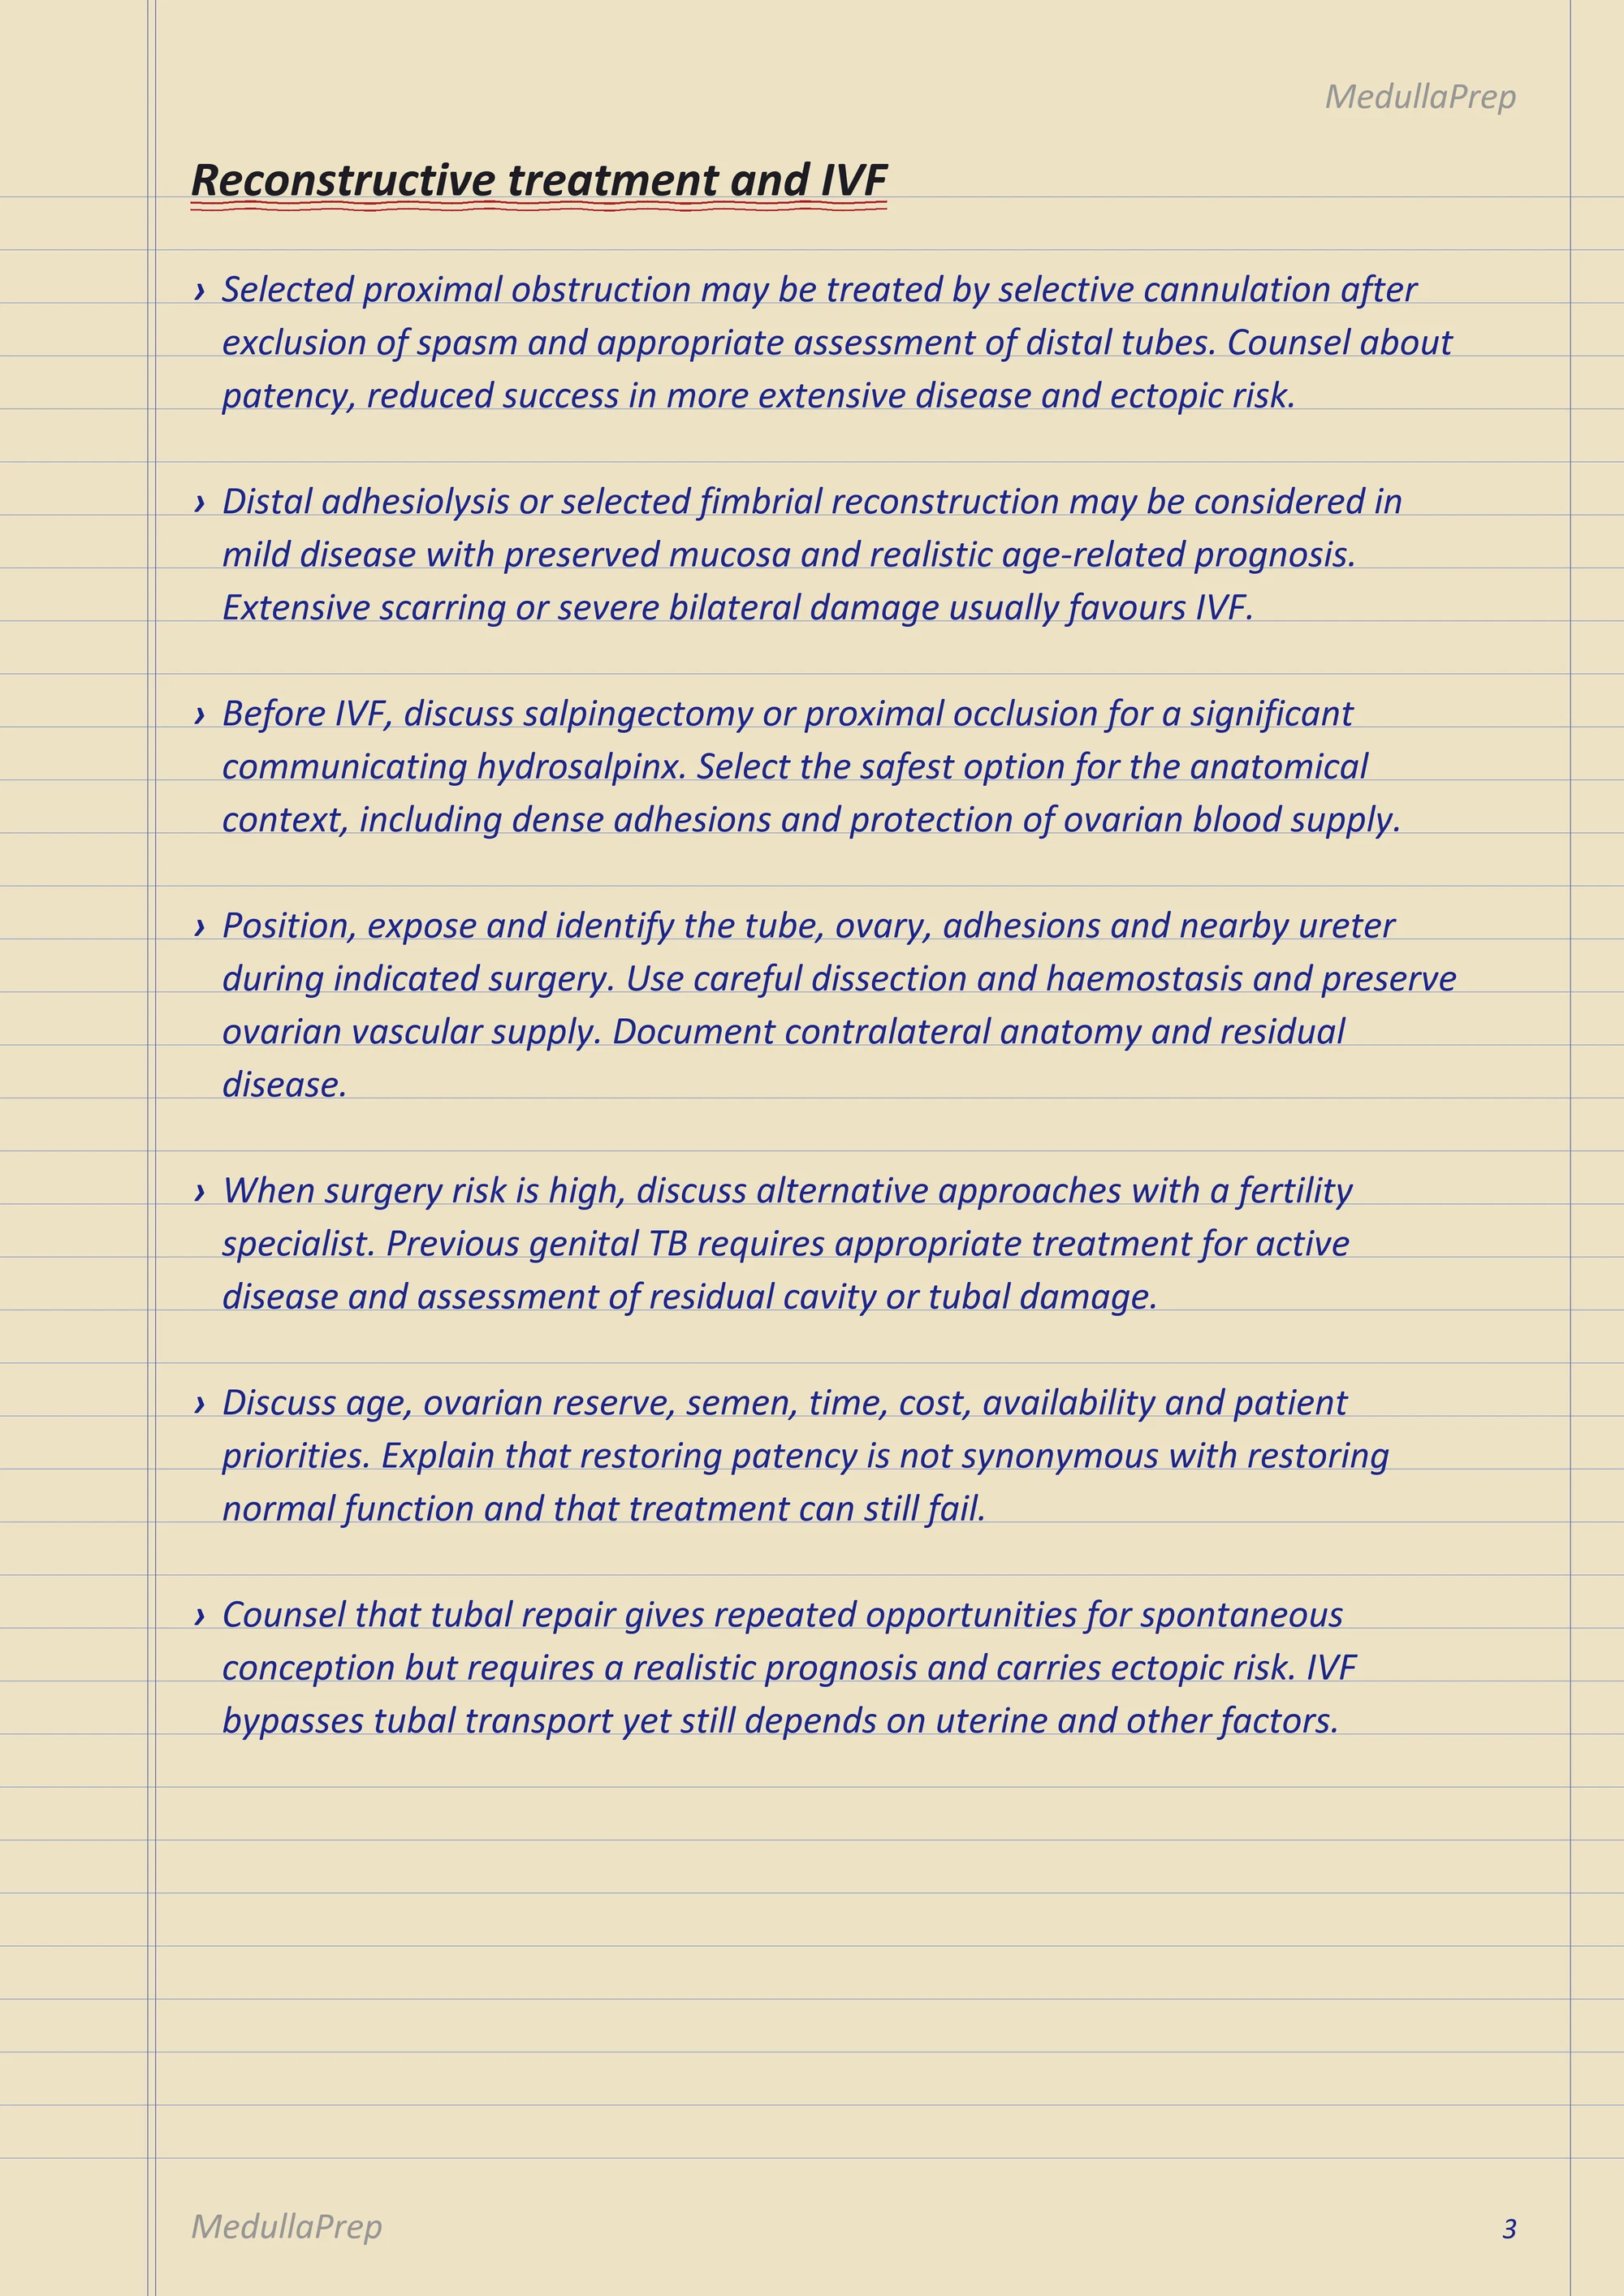 MedullaPrep
Reconstructive treatment and IVF
› Selected proximal obstruction may be treated by selective cannulation after
exclusion of spasm and appropriate assessment of distal tubes. Counsel about
patency, reduced success in more extensive disease and ectopic risk.
› Distal adhesiolysis or selected fimbrial reconstruction may be considered in
mild disease with preserved mucosa and realistic age-related prognosis.
Extensive scarring or severe bilateral damage usually favours IVF.
› Before IVF, discuss salpingectomy or proximal occlusion for a significant
communicating hydrosalpinx. Select the safest option for the anatomical
context, including dense adhesions and protection of ovarian blood supply.
› Position, expose and identify the tube, ovary, adhesions and nearby ureter
during indicated surgery. Use careful dissection and haemostasis and preserve
ovarian vascular supply. Document contralateral anatomy and residual
disease.
› When surgery risk is high, discuss alternative approaches with a fertility
specialist. Previous genital TB requires appropriate treatment for active
disease and assessment of residual cavity or tubal damage.
› Discuss age, ovarian reserve, semen, time, cost, availability and patient
priorities. Explain that restoring patency is not synonymous with restoring
normal function and that treatment can still fail.
› Counsel that tubal repair gives repeated opportunities for spontaneous
conception but requires a realistic prognosis and carries ectopic risk. IVF
bypasses tubal transport yet still depends on uterine and other factors.
MedullaPrep
3